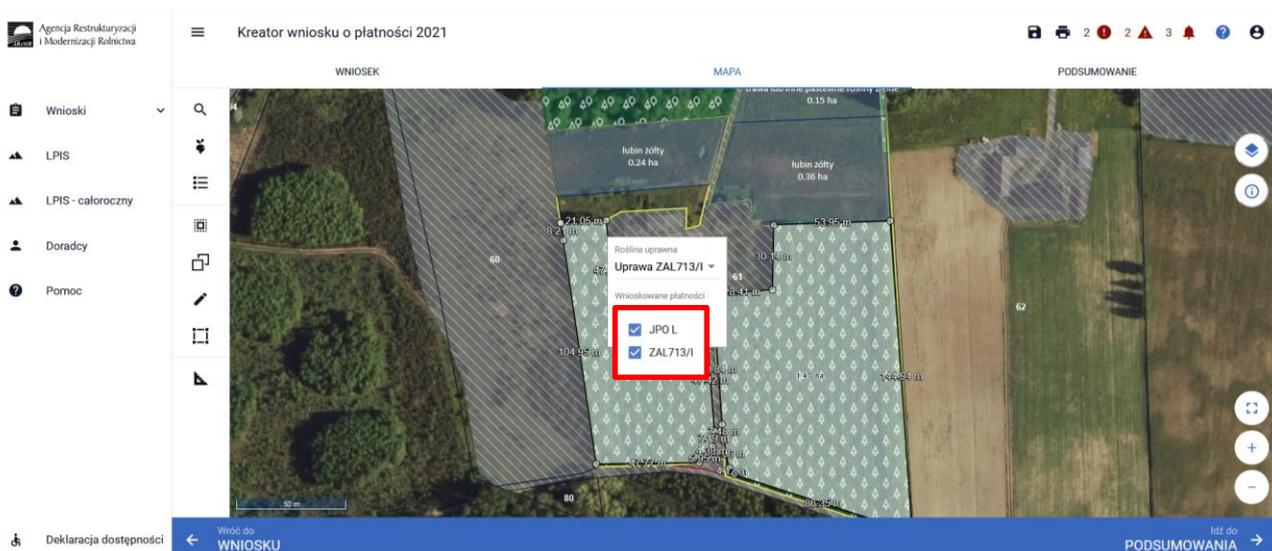 Agencja Restrukturyzacji
i Modernizacji Rolnictwa
Kreator wniosku o płatności 2021
2 2 3
WNIOSEK
MAPA
PODSUMOWANIE
Wnioski
LPIS
LPIS - całoroczny
Doradcy
Pomoc
Deklaracja dostępności
0.15 ha
łubin żółty
0.24 ha
łubin żółty
0.36 ha
21.05 m
53.95 m
60
30.14 m
61
62
Roślina uprawna
Uprawa ZAL713/I
Wnioskowane płatności
JPO L
ZAL713/I
104.95 m
144.94 m
80
50 m
Wróć do
WNIOSKU
Idź do
PODSUMOWANIA